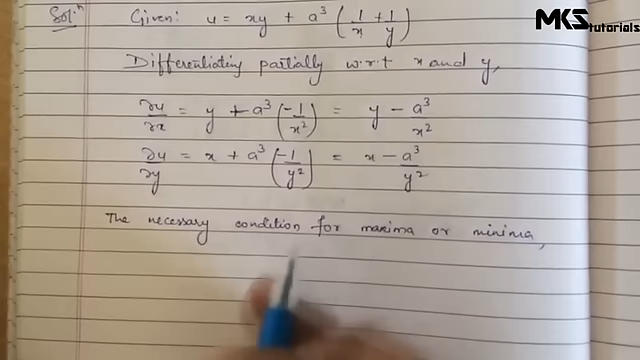 Solⁿ: Given: u = xy + a³ (1/x + 1/y)
MKS tutorials
Differentiating partially w.r.t x and y,
∂u/∂x = y + a³ (-1/x²) = y - a³/x²
∂u/∂y = x + a³ (-1/y²) = x - a³/y²
The necessary condition for maxima or minima,